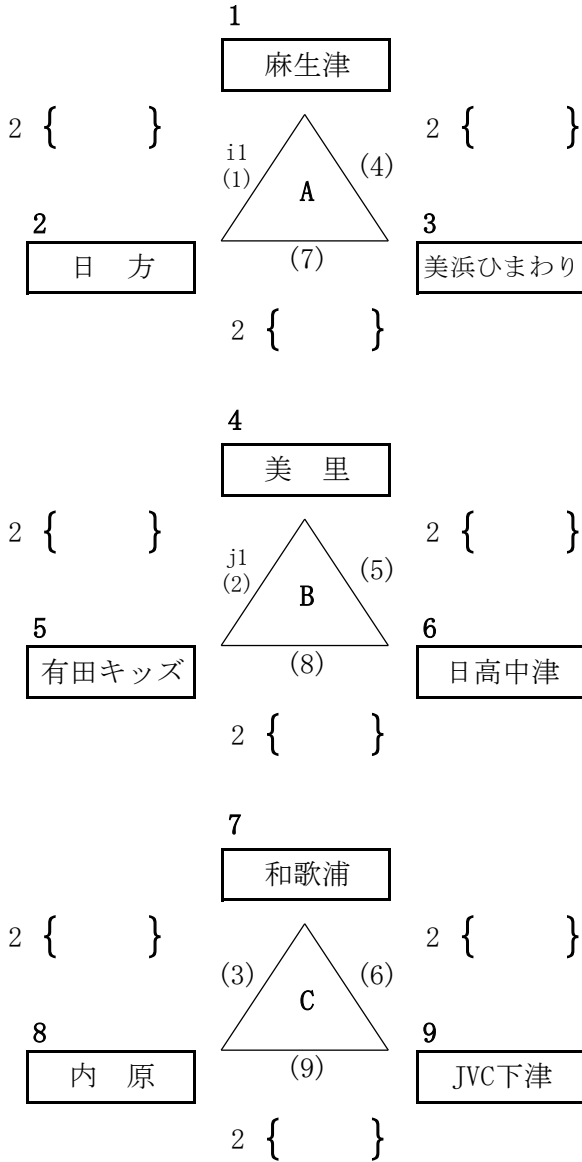 1
麻生津
2 { } 2 { }
i1
(1) A (4)
2 3
日　方 (7) 美浜ひまわり
2 { }
4
美　里
2 { } 2 { }
j1
(2) B (5)
5 6
有田キッズ (8) 日高中津
2 { }
7
和歌浦
2 { } 2 { }
(3) C (6)
8 9
内　原 (9) JVC下津
2 { }